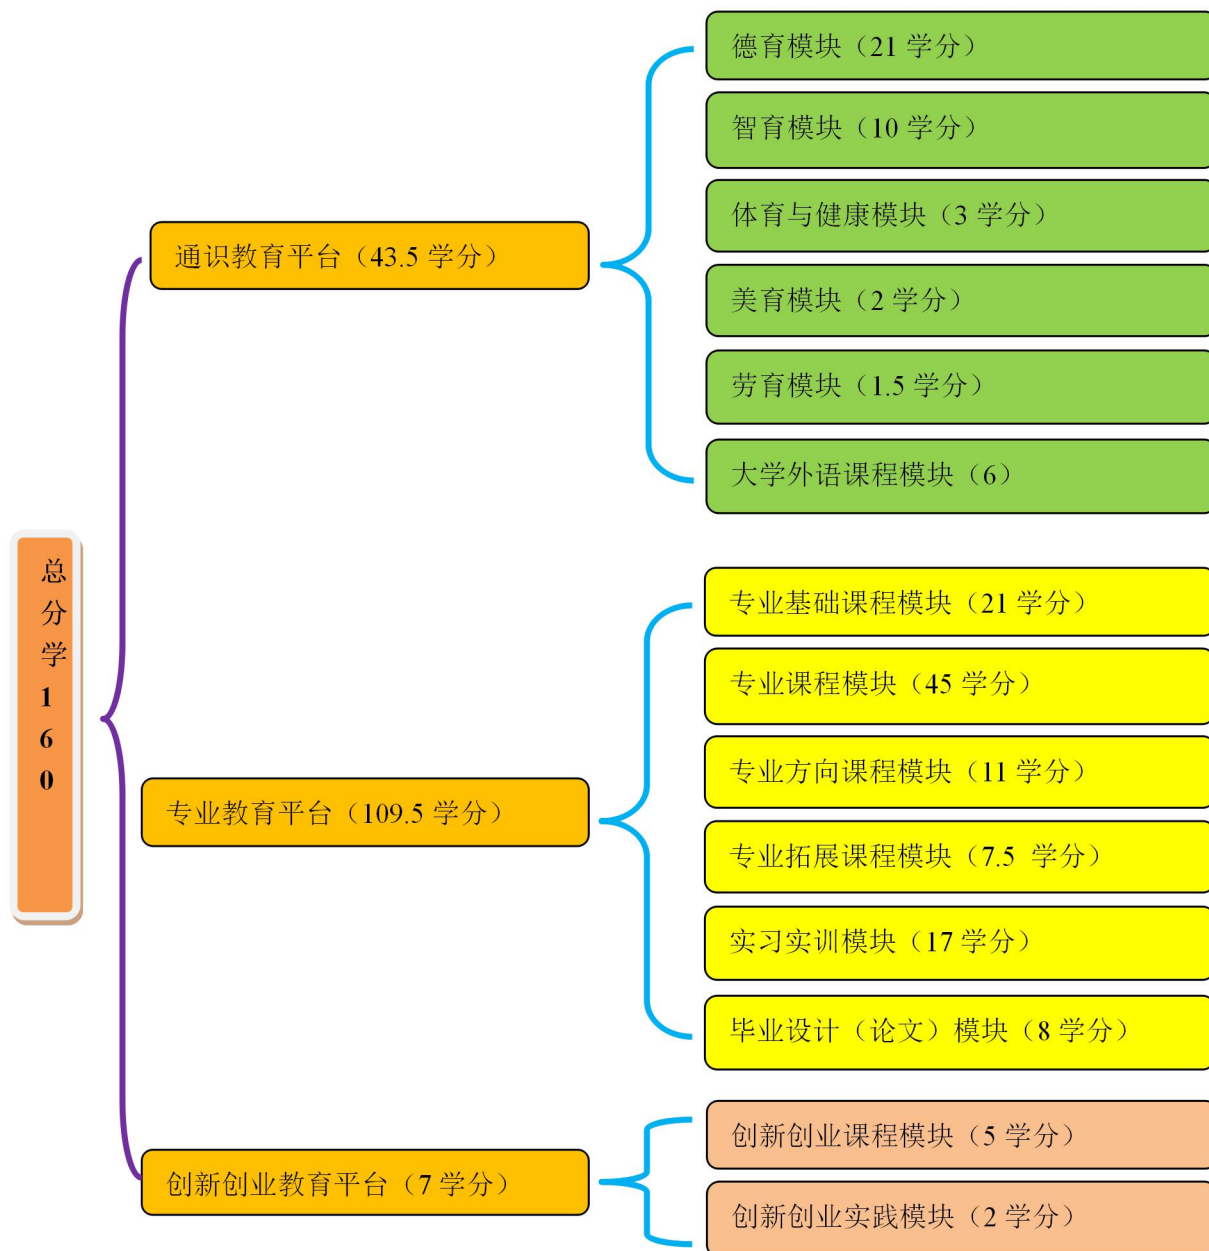 总
分
学
1
6
0
通识教育平台（43.5 学分）
德育模块（21 学分）
智育模块（10 学分）
体育与健康模块（3 学分）
美育模块（2 学分）
劳育模块（1.5 学分）
大学外语课程模块（6）
专业教育平台（109.5 学分）
专业基础课程模块（21 学分）
专业课程模块（45 学分）
专业方向课程模块（11 学分）
专业拓展课程模块（7.5 学分）
实习实训模块（17 学分）
毕业设计（论文）模块（8 学分）
创新创业教育平台（7 学分）
创新创业课程模块（5 学分）
创新创业实践模块（2 学分）